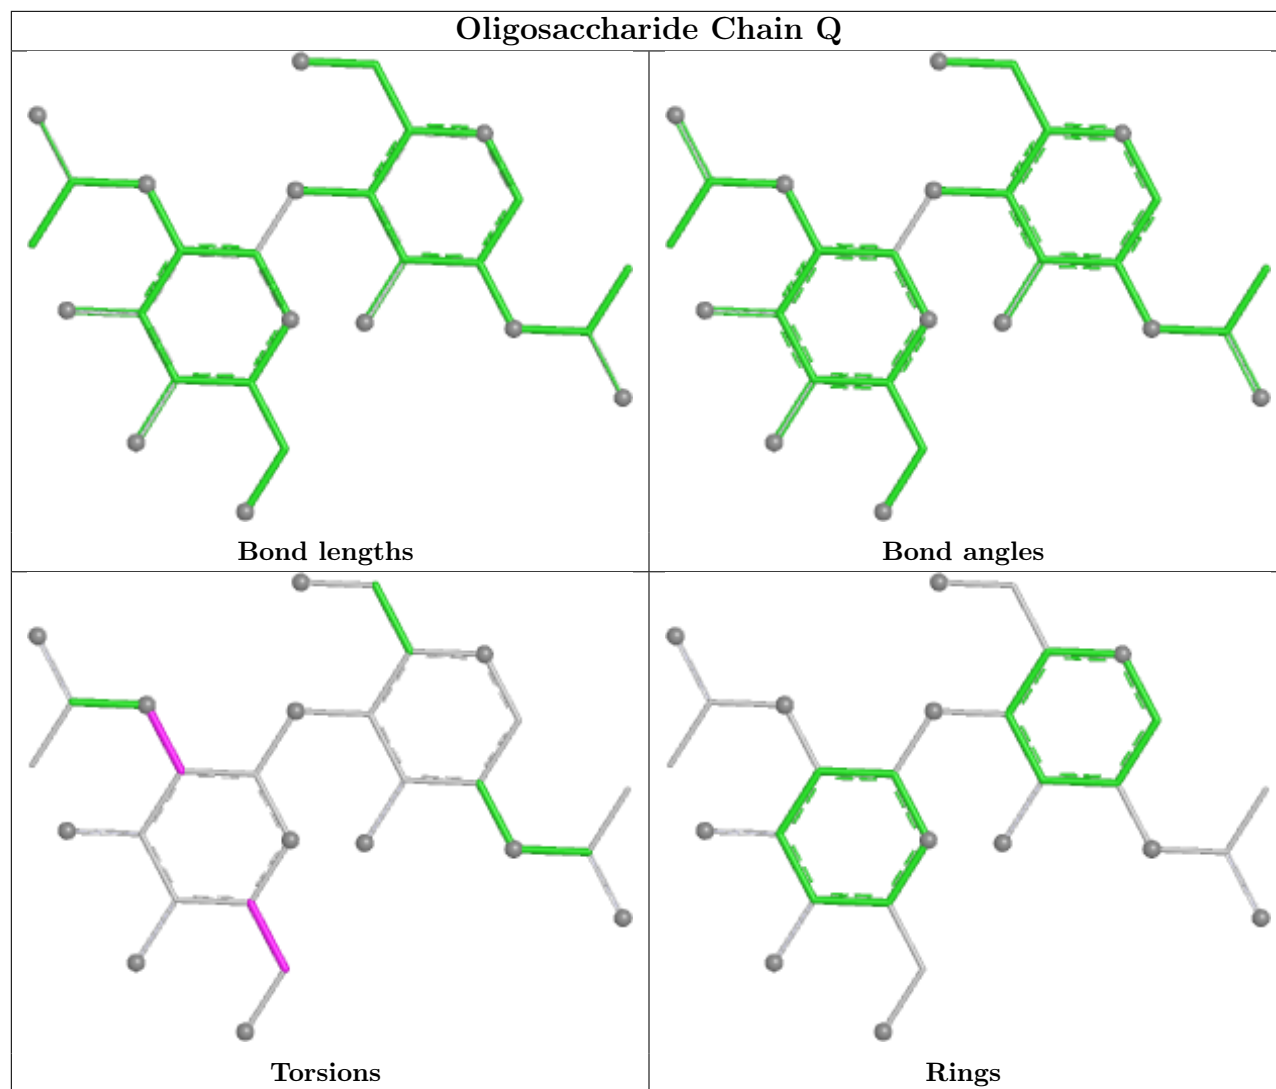 Oligosaccharide Chain Q
Bond lengths
Bond angles
Torsions
Rings